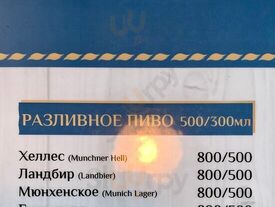 РАЗЛИВНОЕ ПИВО 500/300мл
Хеллес (Munchner Hell) 800/500
Ландбир (Landbier) 800/500
Мюнхенское (Munich Lager) 800/500